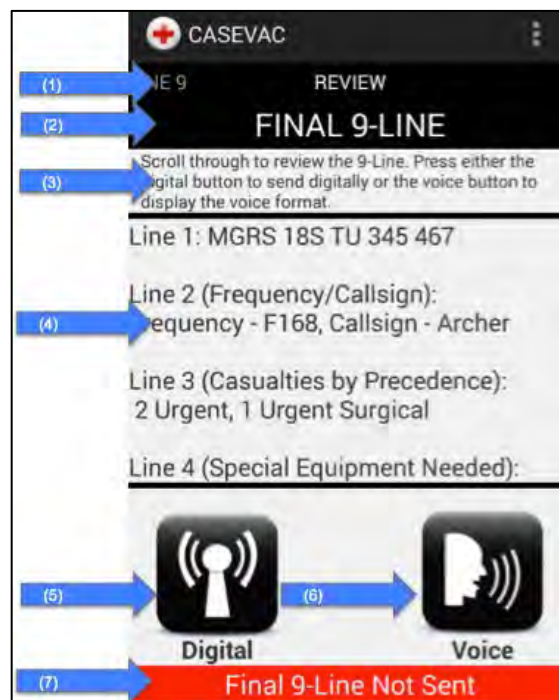 CASEVAC
(1) NE 9 REVIEW
(2) FINAL 9-LINE
Scroll through to review the 9-Line. Press either the
(3) digital button to send digitally or the voice button to
display the voice format.
Line 1: MGRS 18S TU 345 467
Line 2 (Frequency/Callsign):
(4) requency - F168, Callsign - Archer
Line 3 (Casualties by Precedence):
2 Urgent, 1 Urgent Surgical
Line 4 (Special Equipment Needed):
(5) (6)
Digital Voice
(7) Final 9-Line Not Sent